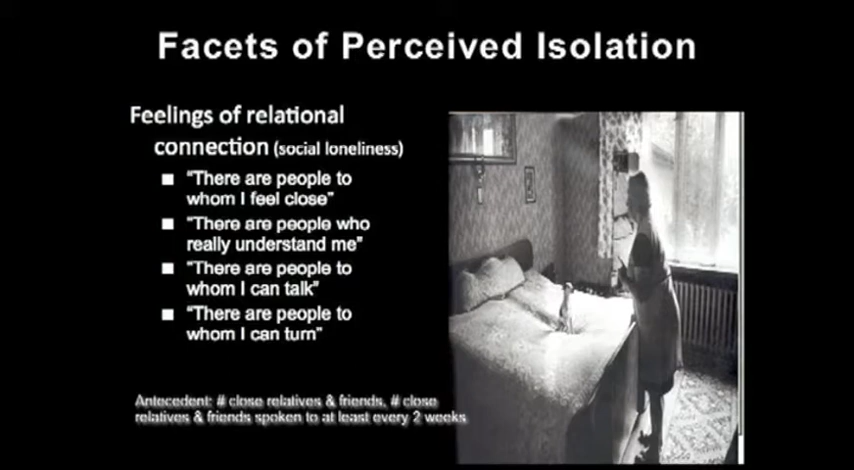 Facets of Perceived Isolation
Feelings of relational
connection (social loneliness)
"There are people to
whom I feel close"
"There are people who
really understand me"
"There are people to
whom I can talk"
"There are people to
whom I can turn"
Antecedent: # close relatives & friends, # close
relatives & friends spoken to at least every 2 weeks